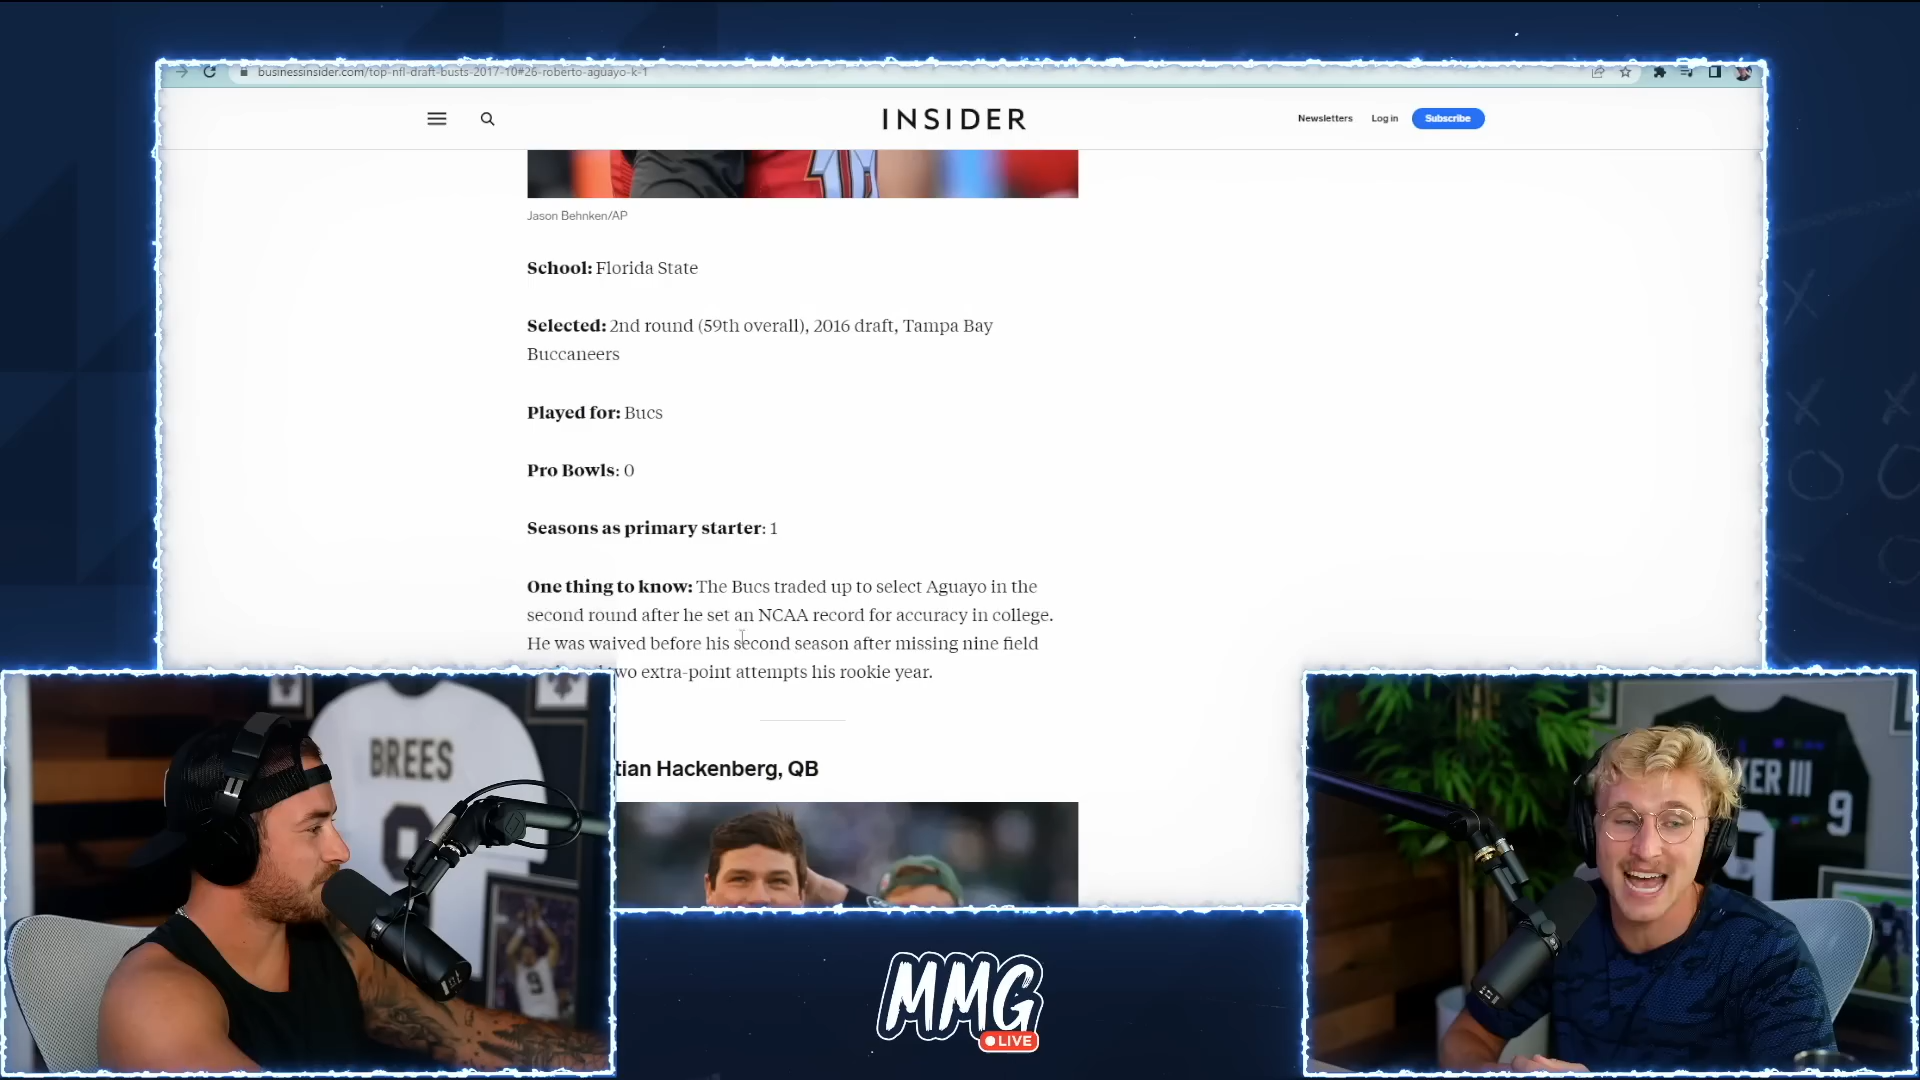 businessinsider.com/top-nfl-draft-busts-2017-10#26-roberto-aguayo-k-1
INSIDER
Newsletters
Log in
Subscribe
Jason Behnken/AP
School: Florida State
Selected: 2nd round (59th overall), 2016 draft, Tampa Bay
Buccaneers
Played for: Bucs
Pro Bowls: 0
Seasons as primary starter: 1
One thing to know: The Bucs traded up to select Aguayo in the
second round after he set an NCAA record for accuracy in college.
He was waived before his second season after missing nine field
two extra-point attempts his rookie year.
tian Hackenberg, QB
BREES
9
9
KER III
9
MMG
LIVE